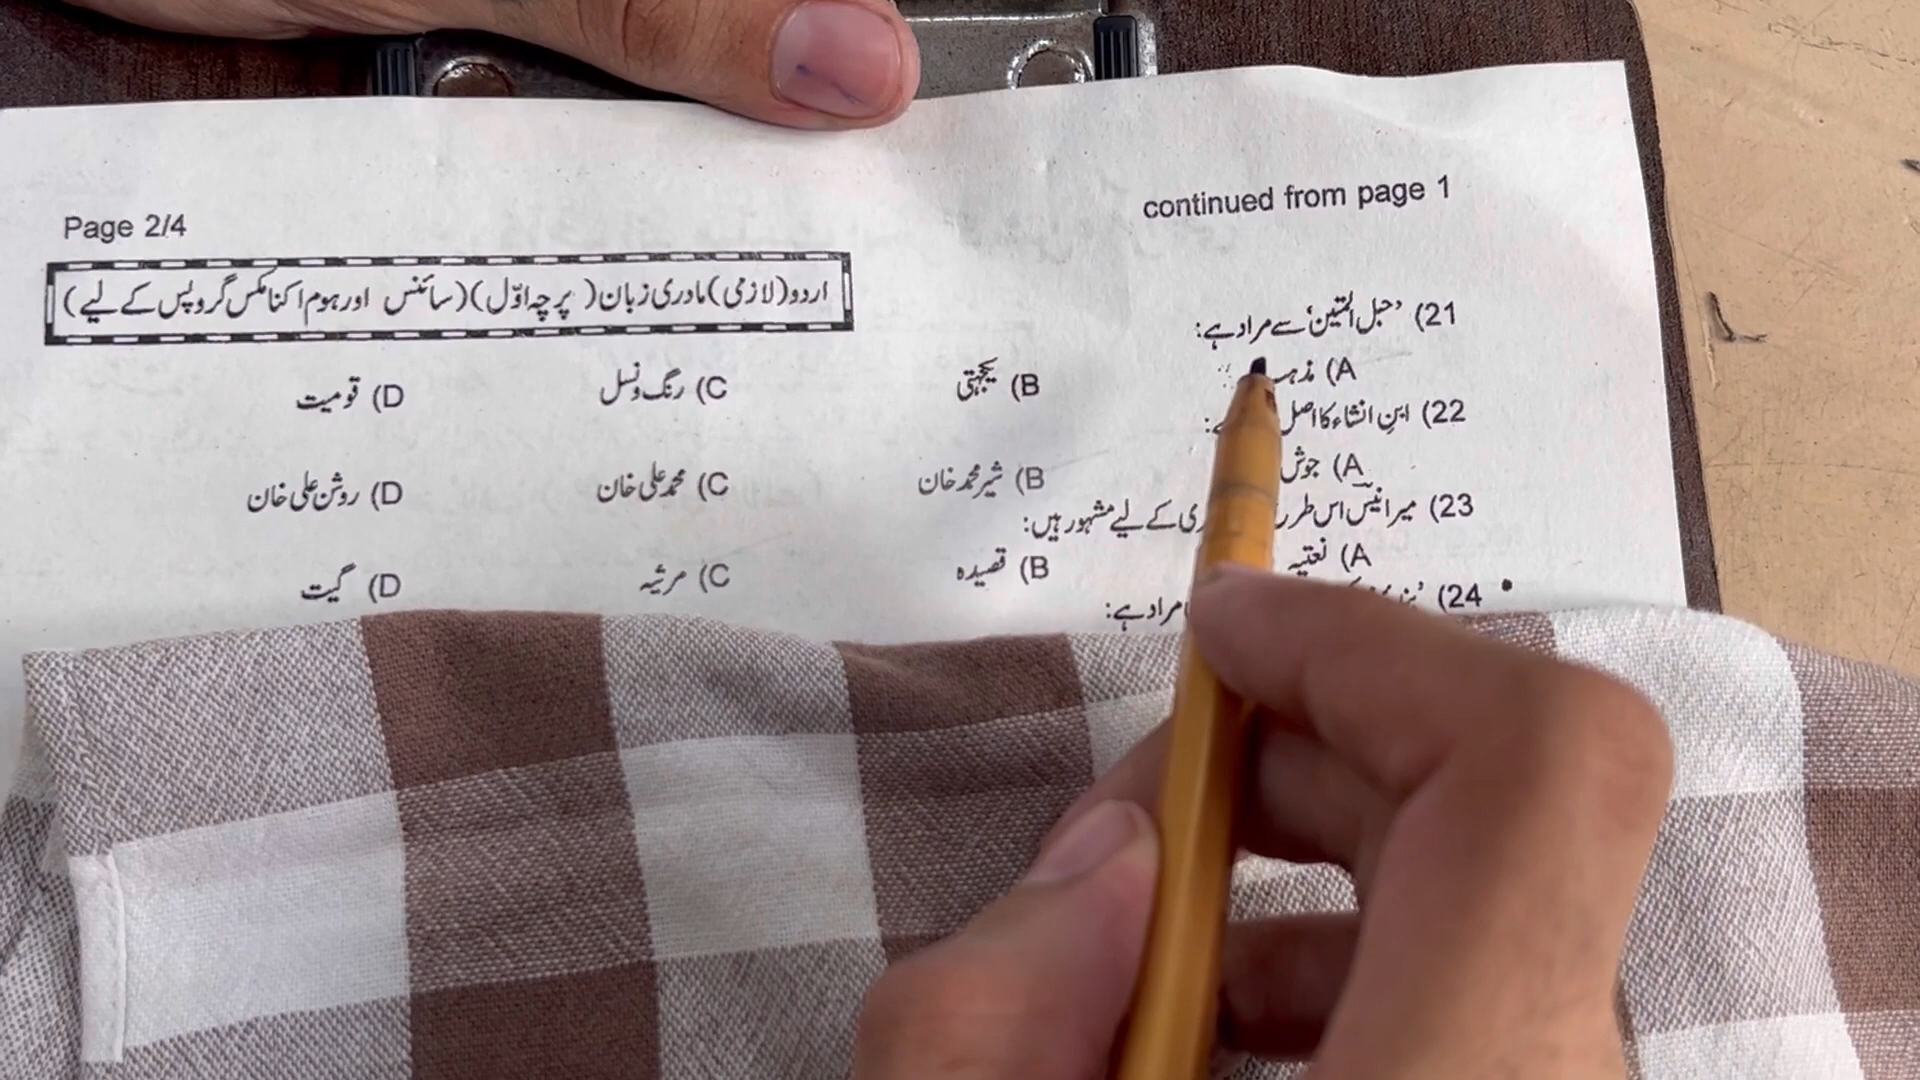 continued from page 1
Page 2/4
اردو(لازمی)مادری زبان( پرچہ اوّل)(سائنس اور ہوم اکنامکس گروپس کے لیے)
21) ’حبل المتین‘ سے مراد ہے:
A) مذہب B) یکجہتی C) رنگ و نسل D) قومیت
22) ابنِ انشاء کا اصل
A) جوش B) شیر محمد خان C) محمد علی خان D) روشن علی خان
23) میر انیسؔ اس طرز کے لیے مشہور ہیں:
A) نعتیہ B) قصیدہ C) مرثیہ D) گیت
24) مراد ہے: